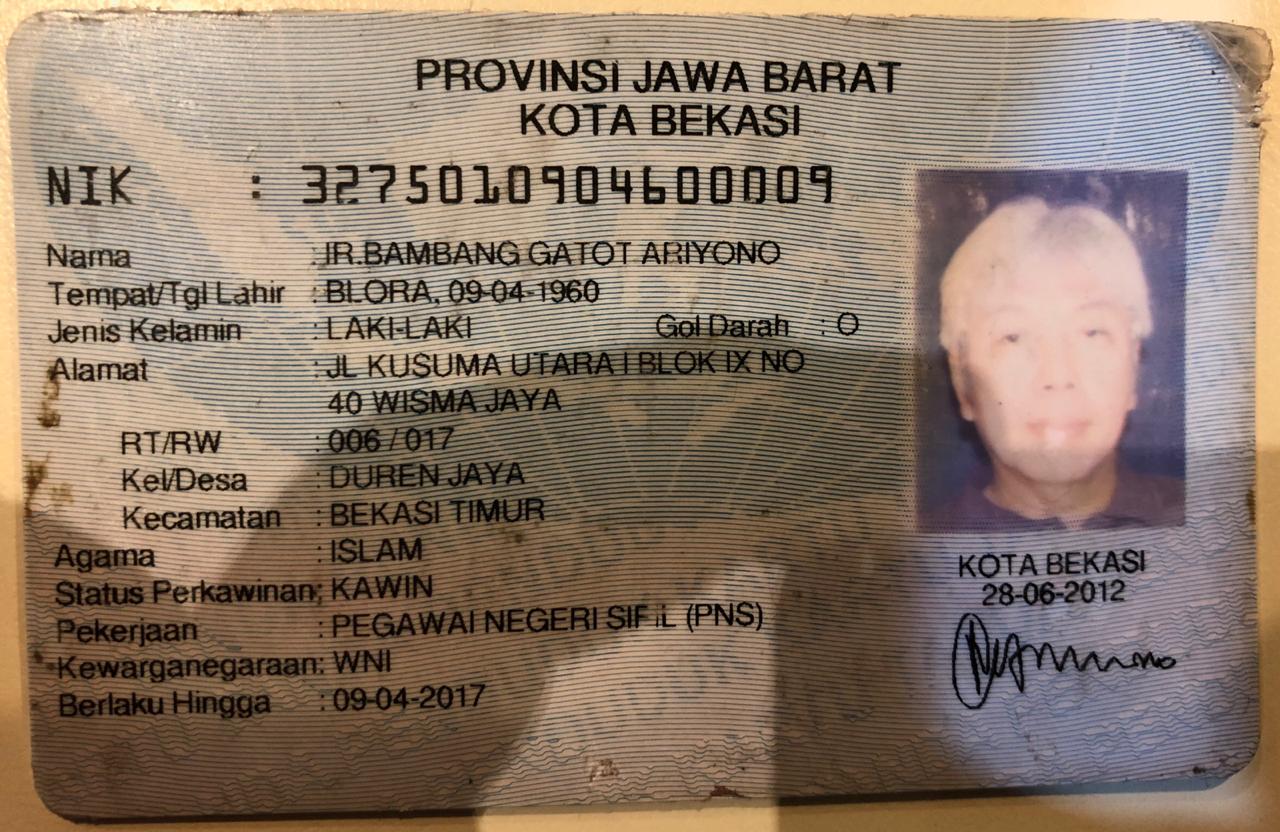 PROVINSI JAWA BARAT
KOTA BEKASI
NIK : 3275010904600009
Nama : IR.BAMBANG GATOT ARIYONO
Tempat/Tgl Lahir : BLORA, 09-04-1960
Jenis Kelamin : LAKI-LAKI Gol Darah : O
Alamat : JL KUSUMA UTARA I BLOK IX NO
40 WISMA JAYA
RT/RW : 006 / 017
Kel/Desa : DUREN JAYA
Kecamatan : BEKASI TIMUR
Agama : ISLAM
Status Perkawinan: KAWIN
Pekerjaan : PEGAWAI NEGERI SIPIL (PNS)
Kewarganegaraan: WNI
Berlaku Hingga : 09-04-2017
KOTA BEKASI
28-06-2012